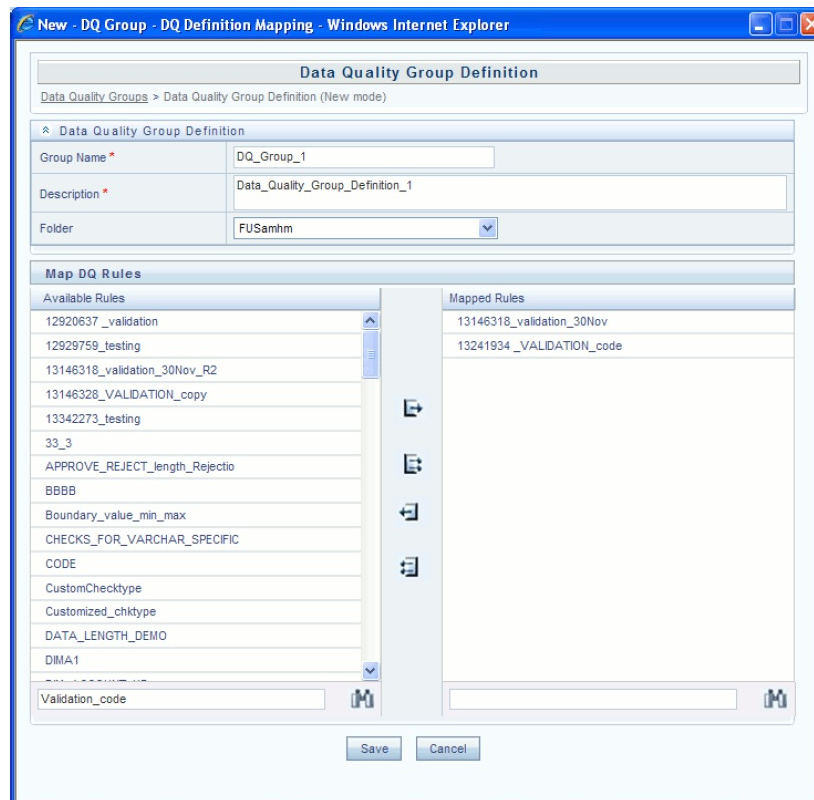 New - DQ Group - DQ Definition Mapping - Windows Internet Explorer
Data Quality Group Definition
Data Quality Groups > Data Quality Group Definition (New mode)
Data Quality Group Definition
Group Name * DQ_Group_1
Description * Data_Quality_Group_Definition_1
Folder FUSamhm
Map DQ Rules
Available Rules
12920637 _validation
12929759_testing
13146318_validation_30Nov_R2
13146328_VALIDATION_copy
13342273_testing
33_3
APPROVE_REJECT_length_Rejectio
BBBB
Boundary_value_min_max
CHECKS_FOR_VARCHAR_SPECIFIC
CODE
CustomChecktype
Customized_chktype
DATA_LENGTH_DEMO
DIMA1
Validation_code
Mapped Rules
13146318_validation_30Nov
13241934 _VALIDATION_code
Save Cancel